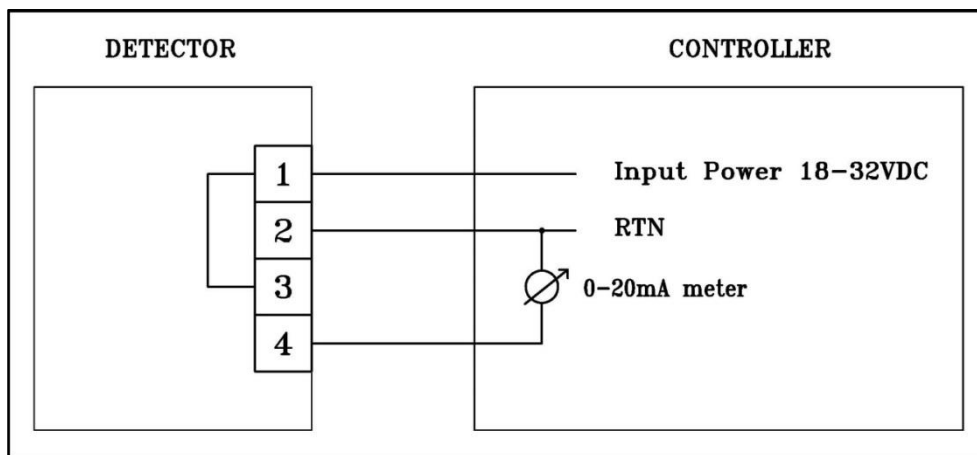 DETECTOR
CONTROLLER
1
Input Power 18-32VDC
2
RTN
3
0-20mA meter
4